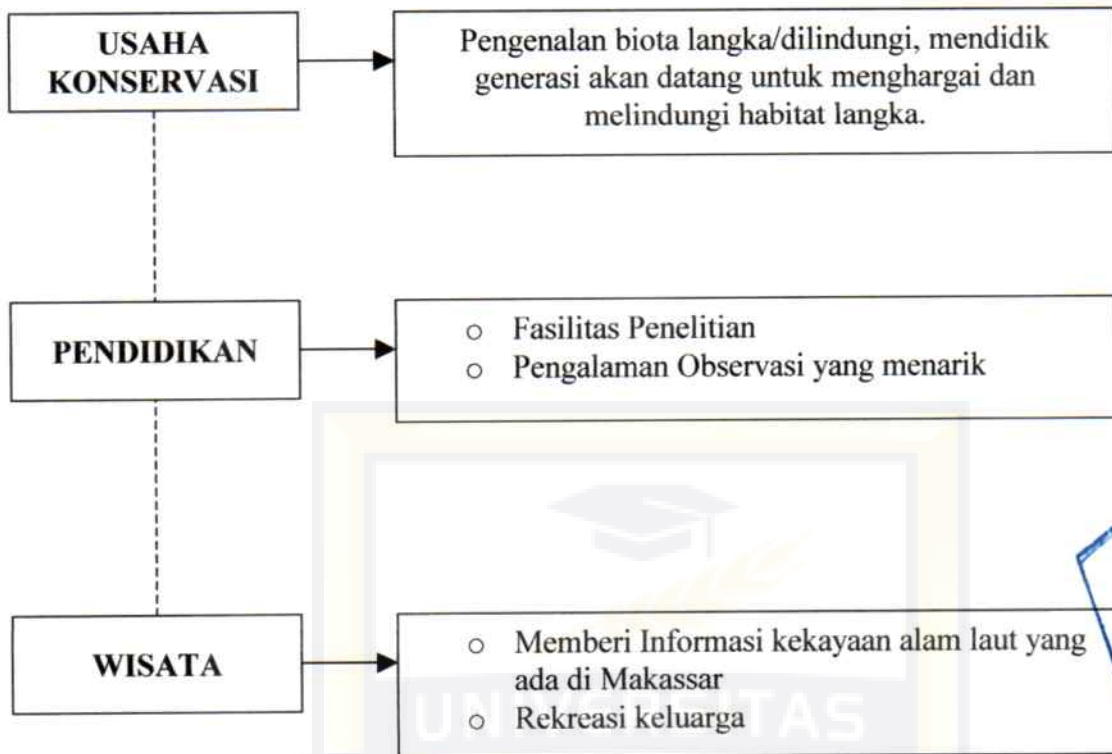 USAHA
KONSERVASI
Pengenalan biota langka/dilindungi, mendidik
generasi akan datang untuk menghargai dan
melindungi habitat langka.
PENDIDIKAN
○ Fasilitas Penelitian
○ Pengalaman Observasi yang menarik
WISATA
○ Memberi Informasi kekayaan alam laut yang
ada di Makassar
○ Rekreasi keluarga
UNIVERSITAS